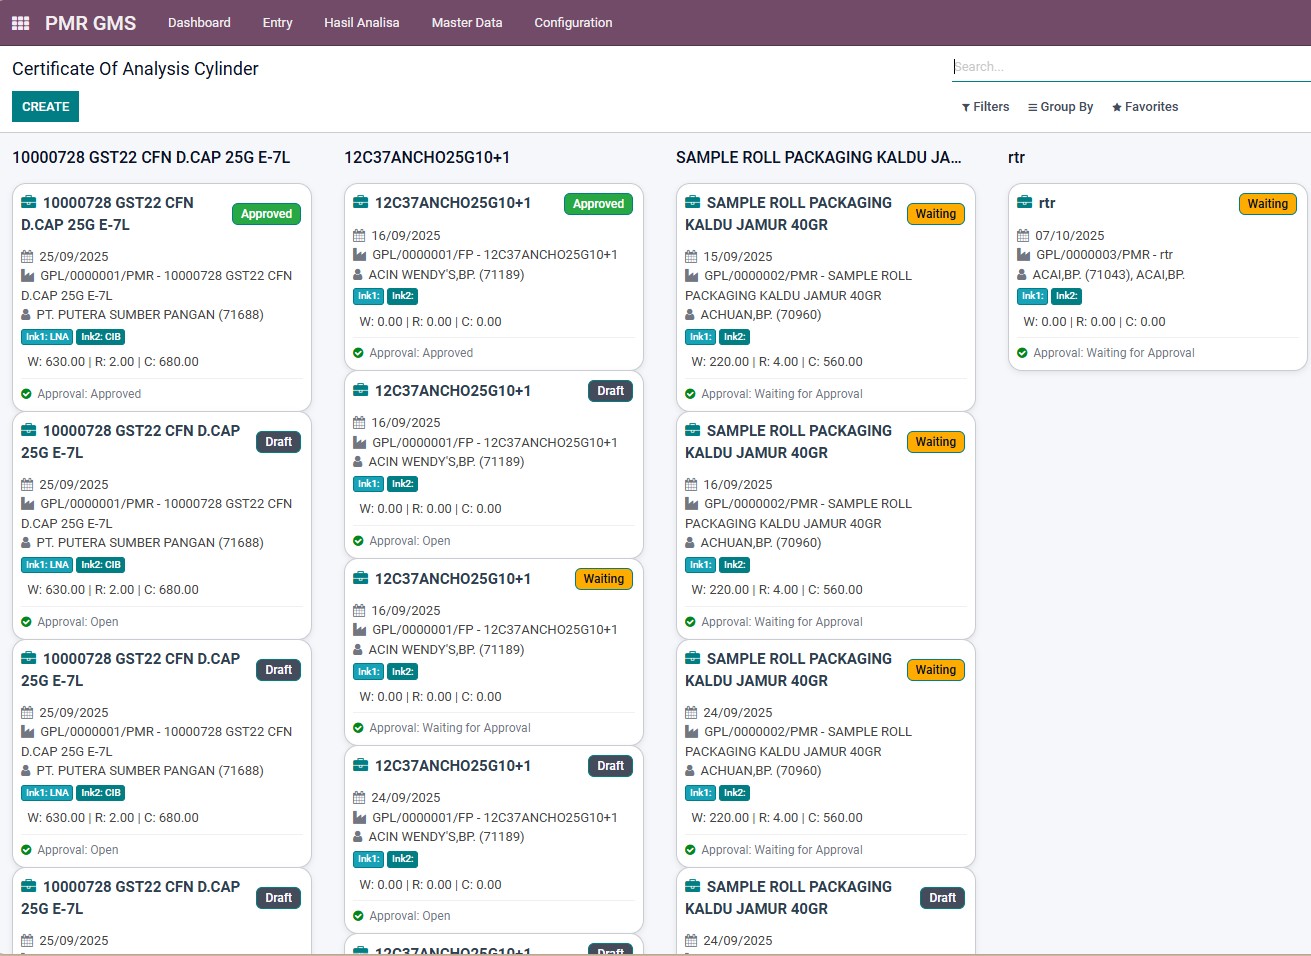 PMR GMS Dashboard Entry Hasil Analisa Master Data Configuration
Certificate Of Analysis Cylinder
Search...
CREATE
Filters Group By Favorites
10000728 GST22 CFN D.CAP 25G E-7L
10000728 GST22 CFN
D.CAP 25G E-7L
Approved
25/09/2025
GPL/0000001/PMR - 10000728 GST22 CFN
D.CAP 25G E-7L
PT. PUTERA SUMBER PANGAN (71688)
Ink1: LNA Ink2: CIB
W: 630.00 | R: 2.00 | C: 680.00
Approval: Approved
10000728 GST22 CFN D.CAP
25G E-7L
Draft
25/09/2025
GPL/0000001/PMR - 10000728 GST22 CFN
D.CAP 25G E-7L
PT. PUTERA SUMBER PANGAN (71688)
Ink1: LNA Ink2: CIB
W: 630.00 | R: 2.00 | C: 680.00
Approval: Open
10000728 GST22 CFN D.CAP
25G E-7L
Draft
25/09/2025
GPL/0000001/PMR - 10000728 GST22 CFN
D.CAP 25G E-7L
PT. PUTERA SUMBER PANGAN (71688)
Ink1: LNA Ink2: CIB
W: 630.00 | R: 2.00 | C: 680.00
Approval: Open
10000728 GST22 CFN D.CAP
25G E-7L
Draft
25/09/2025
12C37ANCHO25G10+1
12C37ANCHO25G10+1
Approved
16/09/2025
GPL/0000001/FP - 12C37ANCHO25G10+1
ACIN WENDY'S,BP. (71189)
Ink1: Ink2:
W: 0.00 | R: 0.00 | C: 0.00
Approval: Approved
12C37ANCHO25G10+1
Draft
16/09/2025
GPL/0000001/FP - 12C37ANCHO25G10+1
ACIN WENDY'S,BP. (71189)
Ink1: Ink2:
W: 0.00 | R: 0.00 | C: 0.00
Approval: Open
12C37ANCHO25G10+1
Waiting
16/09/2025
GPL/0000001/FP - 12C37ANCHO25G10+1
ACIN WENDY'S,BP. (71189)
Ink1: Ink2:
W: 0.00 | R: 0.00 | C: 0.00
Approval: Waiting for Approval
12C37ANCHO25G10+1
Draft
24/09/2025
GPL/0000001/FP - 12C37ANCHO25G10+1
ACIN WENDY'S,BP. (71189)
Ink1: Ink2:
W: 0.00 | R: 0.00 | C: 0.00
Approval: Open
12C37ANCHO25G10+1
Draft
SAMPLE ROLL PACKAGING KALDU JA...
SAMPLE ROLL PACKAGING
KALDU JAMUR 40GR
Waiting
15/09/2025
GPL/0000002/PMR - SAMPLE ROLL
PACKAGING KALDU JAMUR 40GR
ACHUAN,BP. (70960)
Ink1: Ink2:
W: 220.00 | R: 4.00 | C: 560.00
Approval: Waiting for Approval
SAMPLE ROLL PACKAGING
KALDU JAMUR 40GR
Waiting
16/09/2025
GPL/0000002/PMR - SAMPLE ROLL
PACKAGING KALDU JAMUR 40GR
ACHUAN,BP. (70960)
Ink1: Ink2:
W: 220.00 | R: 4.00 | C: 560.00
Approval: Waiting for Approval
SAMPLE ROLL PACKAGING
KALDU JAMUR 40GR
Waiting
24/09/2025
GPL/0000002/PMR - SAMPLE ROLL
PACKAGING KALDU JAMUR 40GR
ACHUAN,BP. (70960)
Ink1: Ink2:
W: 220.00 | R: 4.00 | C: 560.00
Approval: Waiting for Approval
SAMPLE ROLL PACKAGING
KALDU JAMUR 40GR
Draft
24/09/2025
rtr
rtr
Waiting
07/10/2025
GPL/0000003/PMR - rtr
ACAI,BP. (71043), ACAI,BP.
Ink1: Ink2:
W: 0.00 | R: 0.00 | C: 0.00
Approval: Waiting for Approval